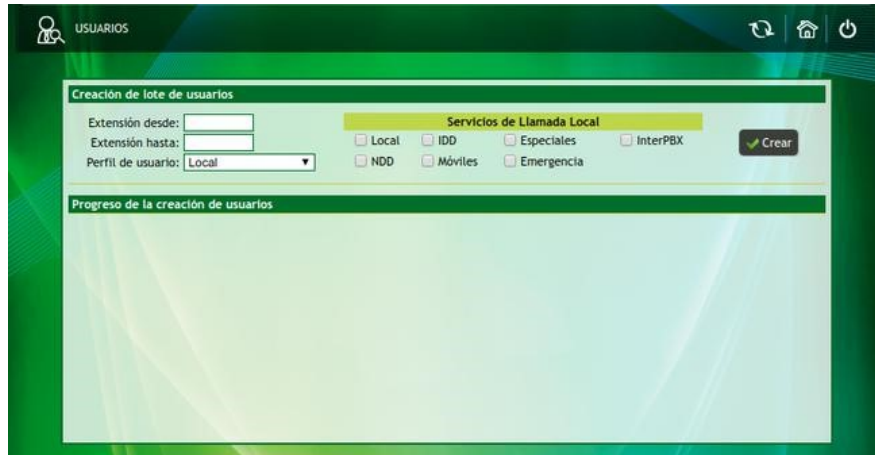 USUARIOS
Creación de lote de usuarios
Extensión desde:
Extensión hasta:
Perfil de usuario: Local
Servicios de Llamada Local
Local IDD Especiales InterPBX
NDD Móviles Emergencia
Crear
Progreso de la creación de usuarios